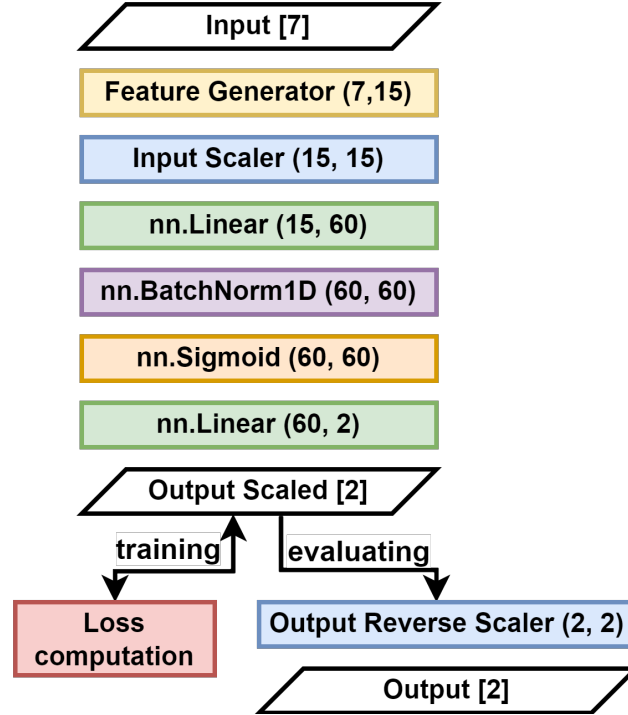 Input [7]
Feature Generator (7,15)
Input Scaler (15, 15)
nn.Linear (15, 60)
nn.BatchNorm1D (60, 60)
nn.Sigmoid (60, 60)
nn.Linear (60, 2)
Output Scaled [2]
training
evaluating
Loss
computation
Output Reverse Scaler (2, 2)
Output [2]